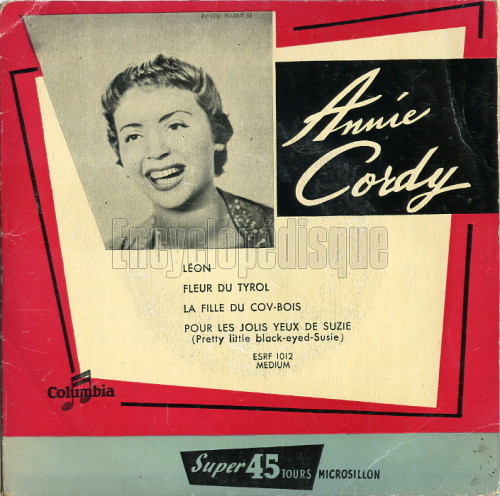 Annie
Cordy
Encyclopédisque
LÉON
FLEUR DU TYROL
LA FILLE DU COV-BOIS
POUR LES JOLIS YEUX DE SUZIE
(Pretty little black-eyed-Susie)
ESRF 1012
MEDIUM
Columbia
Super 45 TOURS MICROSILLON